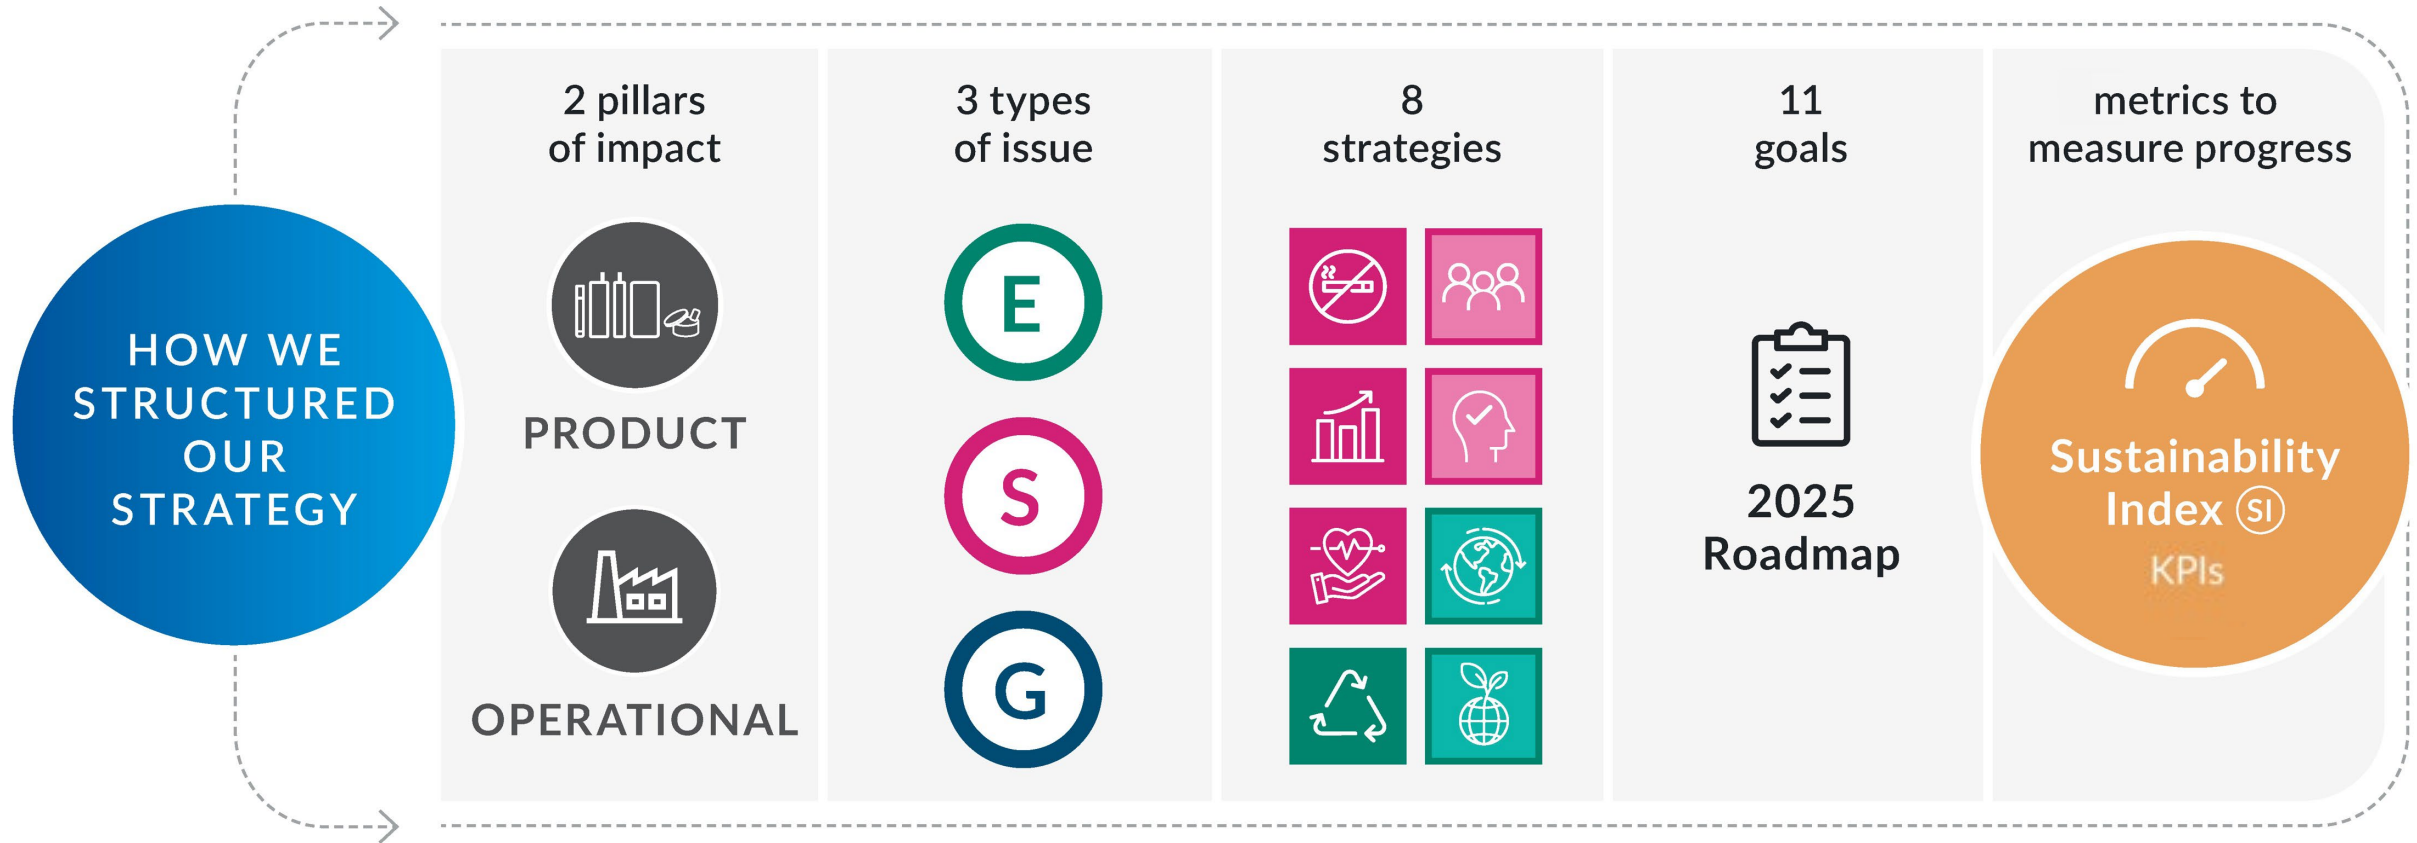 HOW WE
STRUCTURED
OUR
STRATEGY
2 pillars
of impact
PRODUCT
OPERATIONAL
3 types
of issue
E
S
G
8
strategies
11
goals
2025
Roadmap
metrics to
measure progress
Sustainability
Index SI
KPIs